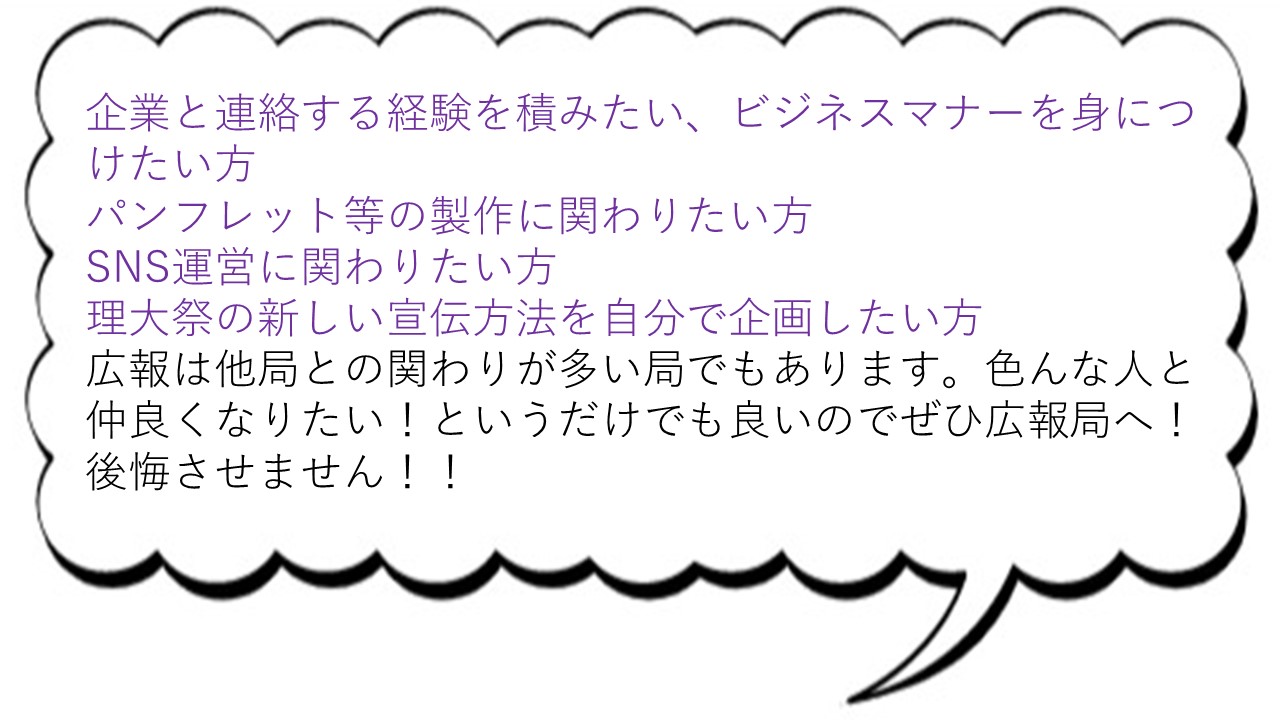 企業と連絡する経験を積みたい、ビジネスマナーを身につ
けたい方
パンフレット等の製作に関わりたい方
SNS運営に関わりたい方
理大祭の新しい宣伝方法を自分で企画したい方
広報は他局との関わりが多い局でもあります。色んな人と
仲良くなりたい！というだけでも良いのでぜひ広報局へ！
後悔させません！！